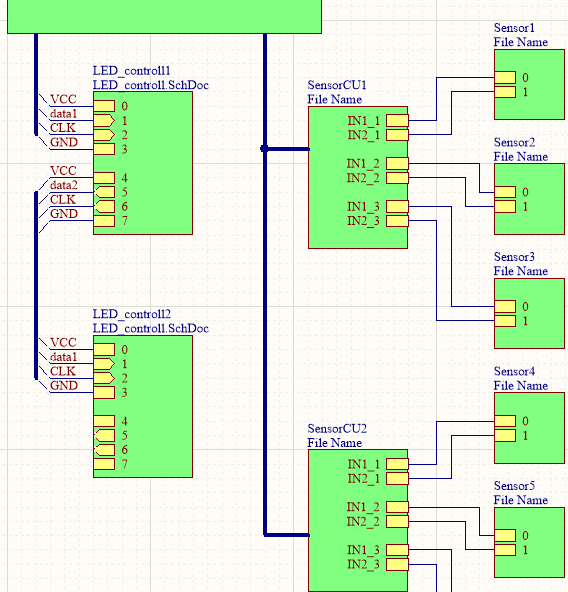 LED_controll1
LED_controll.SchDoc
VCC
data1
CLK
GND
0
1
2
3
VCC
data2
CLK
GND
4
5
6
7
LED_controll2
LED_controll.SchDoc
VCC
data1
CLK
GND
0
1
2
3
4
5
6
7
SensorCU1
File Name
IN1_1
IN2_1
IN1_2
IN2_2
IN1_3
IN2_3
SensorCU2
File Name
IN1_1
IN2_1
IN1_2
IN2_2
IN1_3
IN2_3
Sensor1
File Name
0
1
Sensor2
File Name
0
1
Sensor3
File Name
0
1
Sensor4
File Name
0
1
Sensor5
File Name
0
1